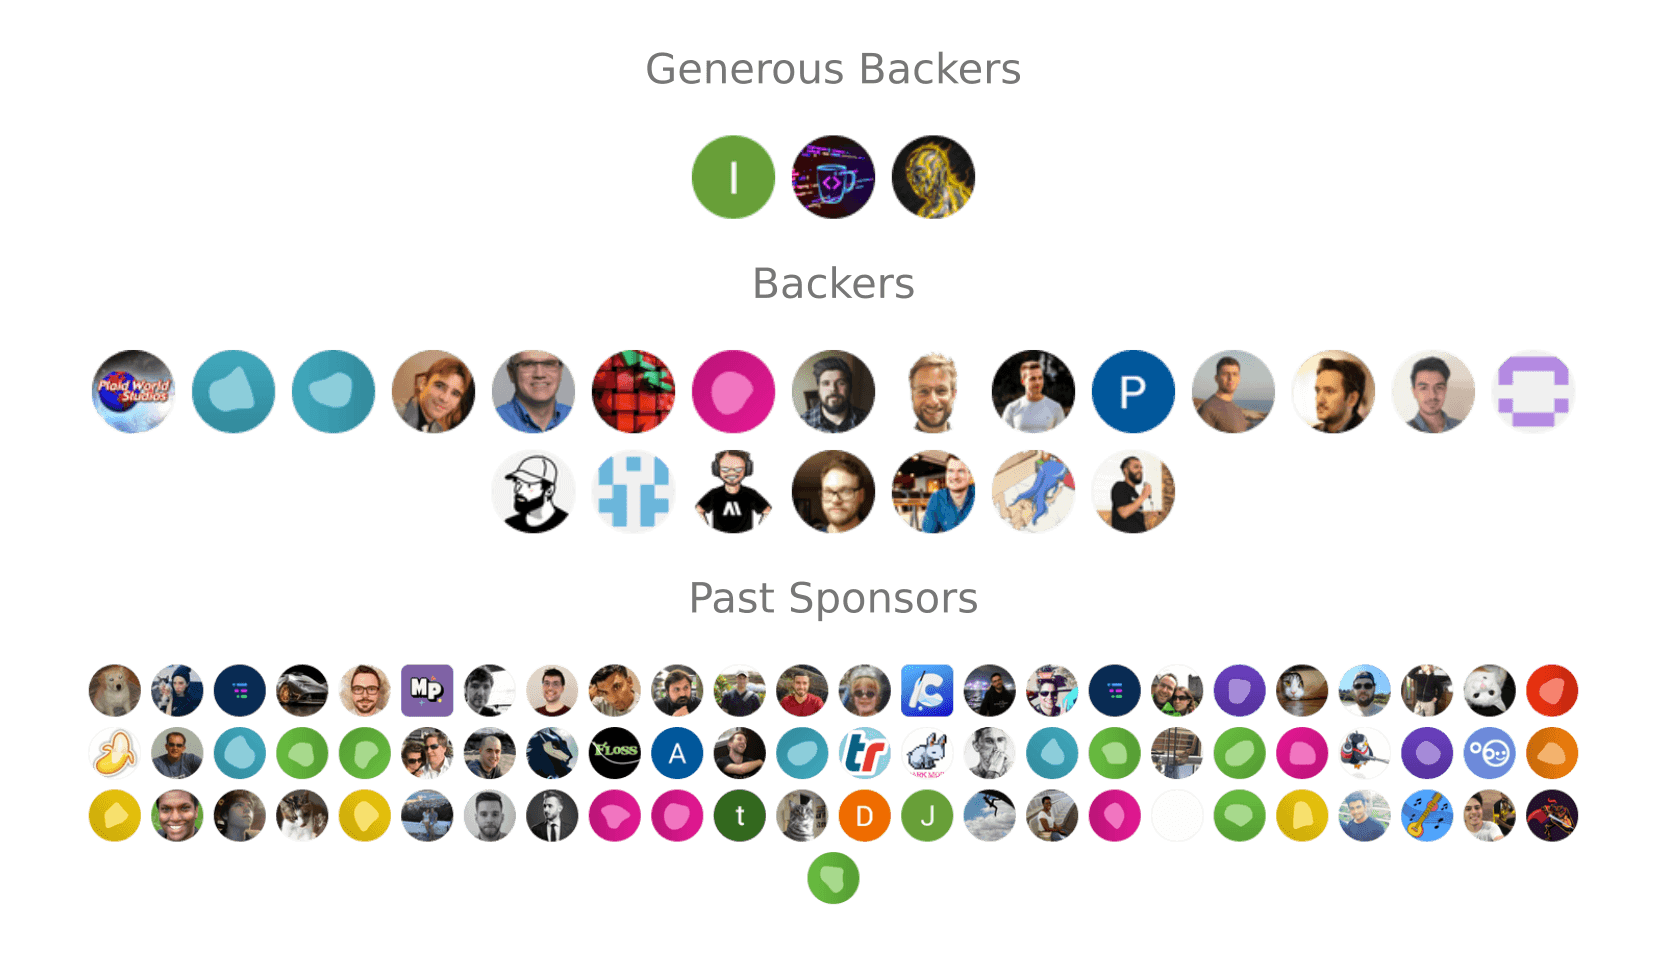 Generous Backers
I
<>
Backers
Plaid World
Studios
P
Past Sponsors
MP
FLOSS
A
tr
t
D
J